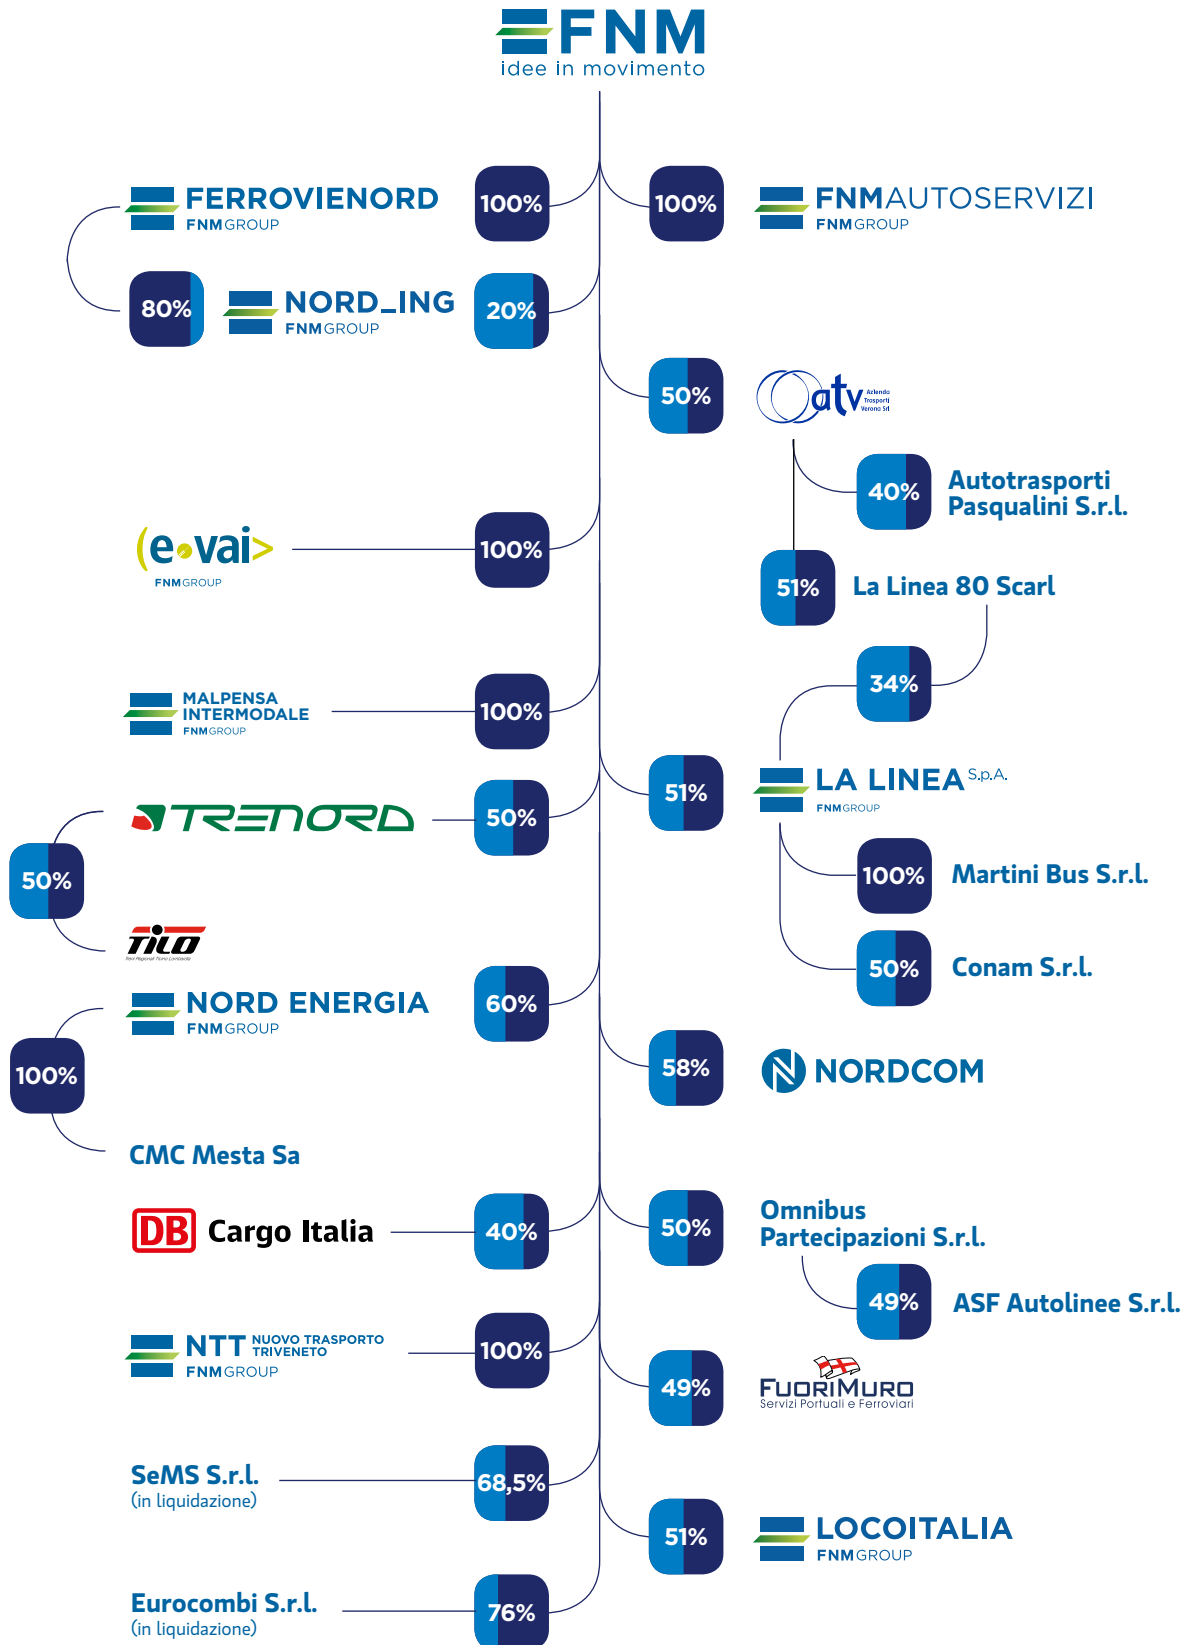 FNM
idee in movimento
FERROVIENORD
FNMGROUP
100%
100%
FNMAUTOSERVIZI
FNMGROUP
80%
NORD_ING
FNMGROUP
20%
50%
atv
Azienda
Trasporti
Verona Srl
40%
Autotrasporti
Pasqualini S.r.l.
(e•vai>
FNMGROUP
100%
51%
La Linea 80 Scarl
34%
MALPENSA
INTERMODALE
FNMGROUP
100%
51%
LA LINEA S.p.A.
FNMGROUP
TRENORD
50%
50%
100%
Martini Bus S.r.l.
TILO
50%
Conam S.r.l.
NORD ENERGIA
FNMGROUP
60%
100%
58%
NORDCOM
CMC Mesta Sa
DB Cargo Italia
40%
50%
Omnibus
Partecipazioni S.r.l.
49%
ASF Autolinee S.r.l.
NTT NUOVO TRASPORTO
TRIVENETO
FNMGROUP
100%
49%
FUORIMURO
Servizi Portuali e Ferroviari
SeMS S.r.l.
(in liquidazione)
68,5%
51%
LOCOITALIA
FNMGROUP
Eurocombi S.r.l.
(in liquidazione)
76%